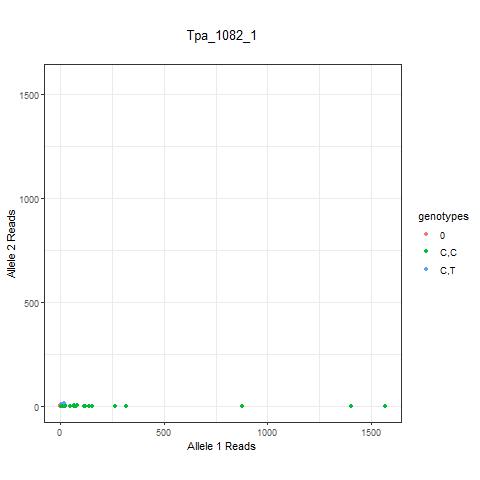 Tpa_1082_1
1500
1000
500
0
Allele 2 Reads
0 500 1000 1500
Allele 1 Reads
genotypes
0
C,C
C,T